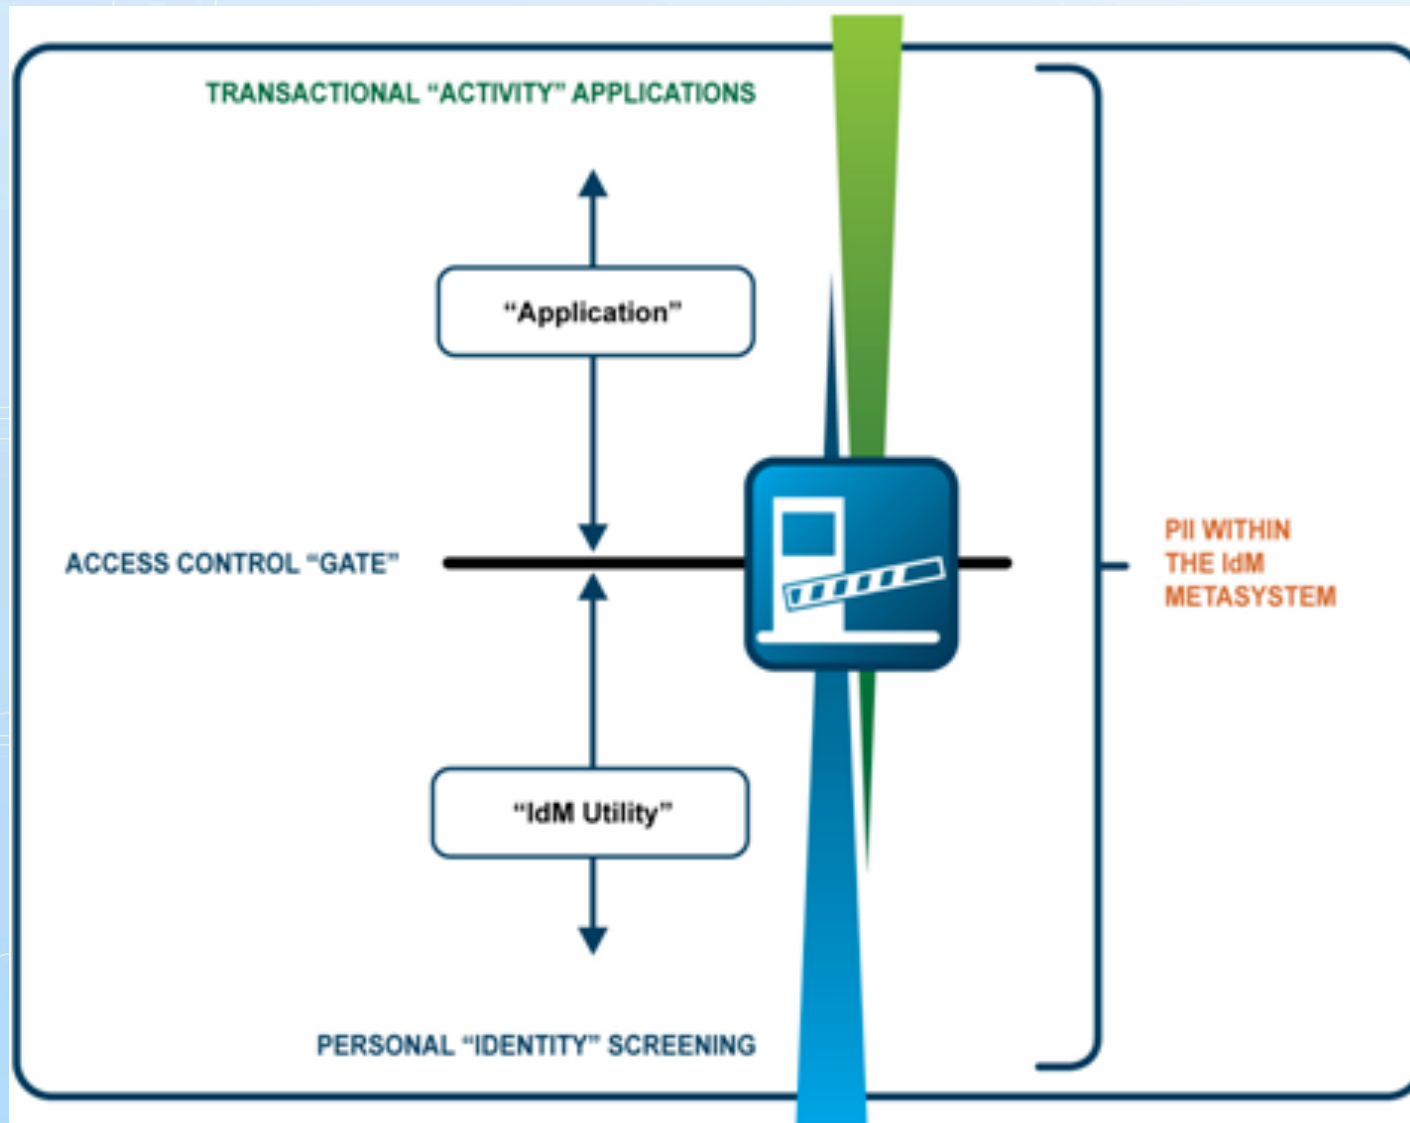 TRANSACTIONAL “ACTIVITY” APPLICATIONS
“Application”
ACCESS CONTROL “GATE”
PII WITHIN
THE IdM
METASYSTEM
“IdM Utility”
PERSONAL “IDENTITY” SCREENING